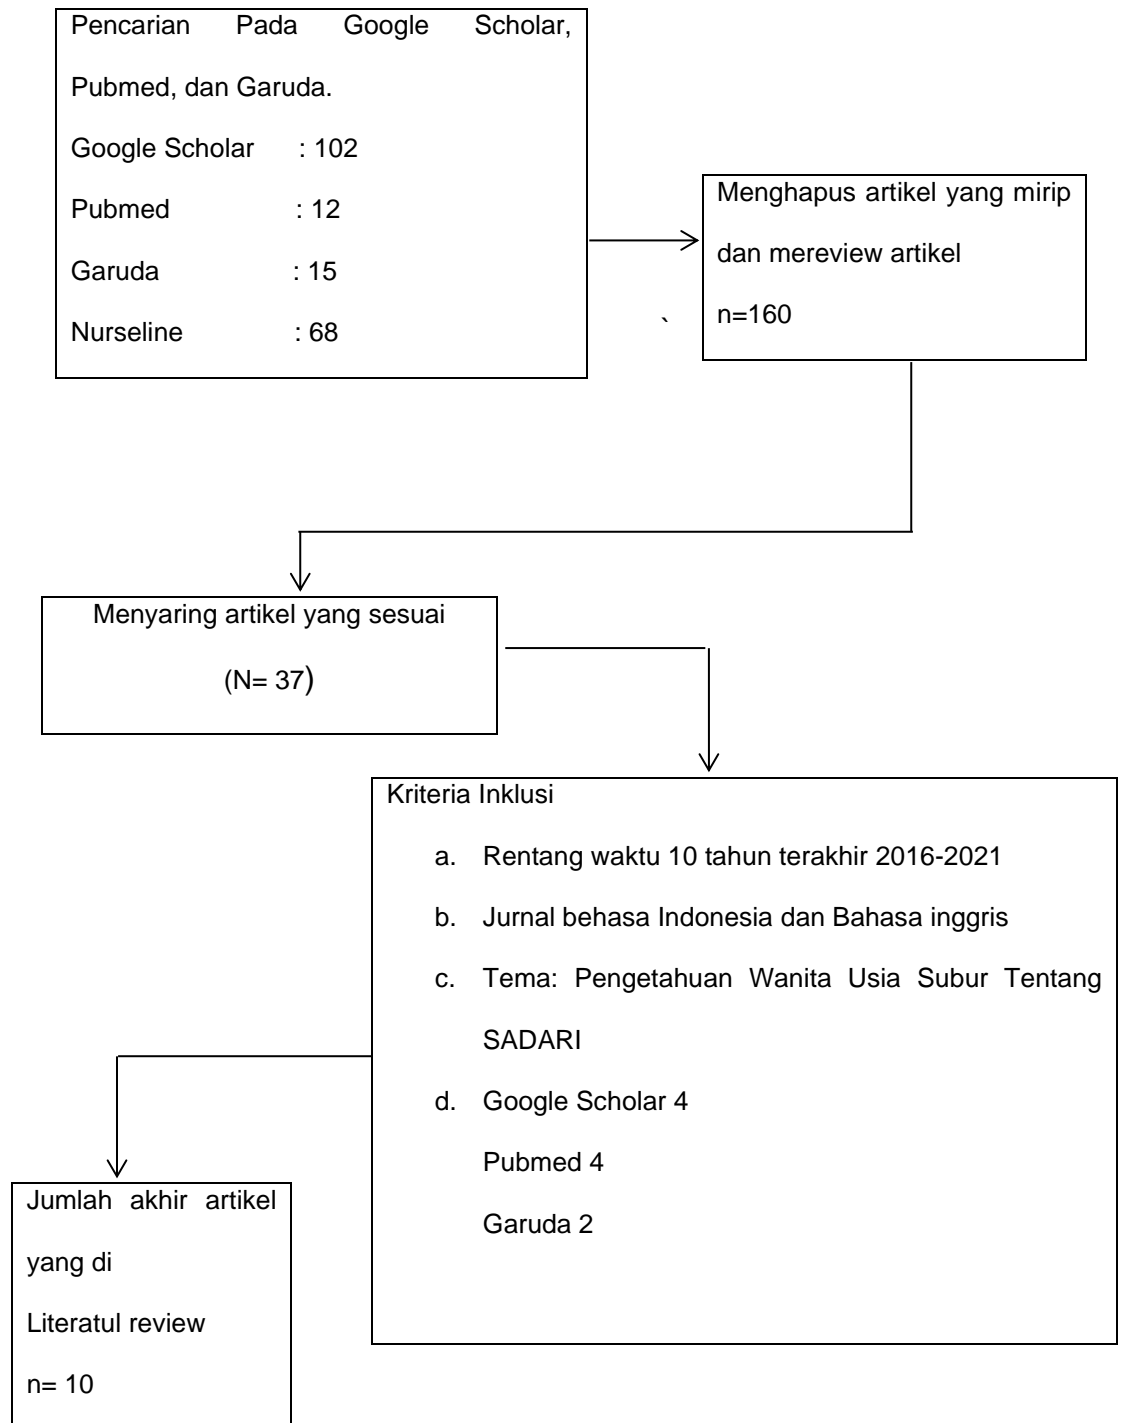 Pencarian Pada Google Scholar,
Pubmed, dan Garuda.
Google Scholar : 102
Pubmed : 12
Garuda : 15
Nurseline : 68
Menghapus artikel yang mirip
dan mereview artikel
n=160
`
Menyaring artikel yang sesuai
(N= 37)
Kriteria Inklusi
a. Rentang waktu 10 tahun terakhir 2016-2021
b. Jurnal behasa Indonesia dan Bahasa inggris
c. Tema: Pengetahuan Wanita Usia Subur Tentang
SADARI
d. Google Scholar 4
Pubmed 4
Garuda 2
Jumlah akhir artikel
yang di
Literatul review
n= 10